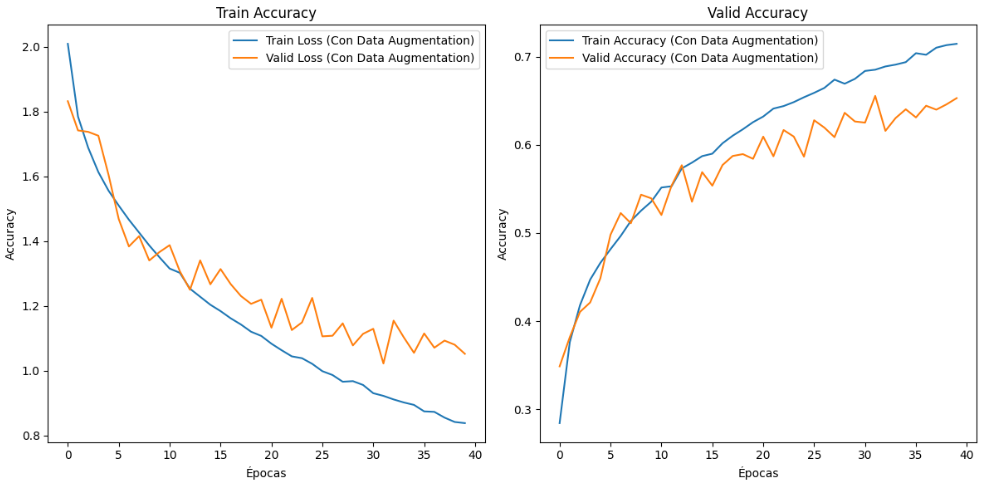 Train Accuracy
Train Loss (Con Data Augmentation)
Valid Loss (Con Data Augmentation)
2.0
1.8
1.6
1.4
1.2
1.0
0.8
Accuracy
0 5 10 15 20 25 30 35 40
Épocas
Valid Accuracy
Train Accuracy (Con Data Augmentation)
Valid Accuracy (Con Data Augmentation)
0.7
0.6
0.5
0.4
0.3
Accuracy
0 5 10 15 20 25 30 35 40
Épocas